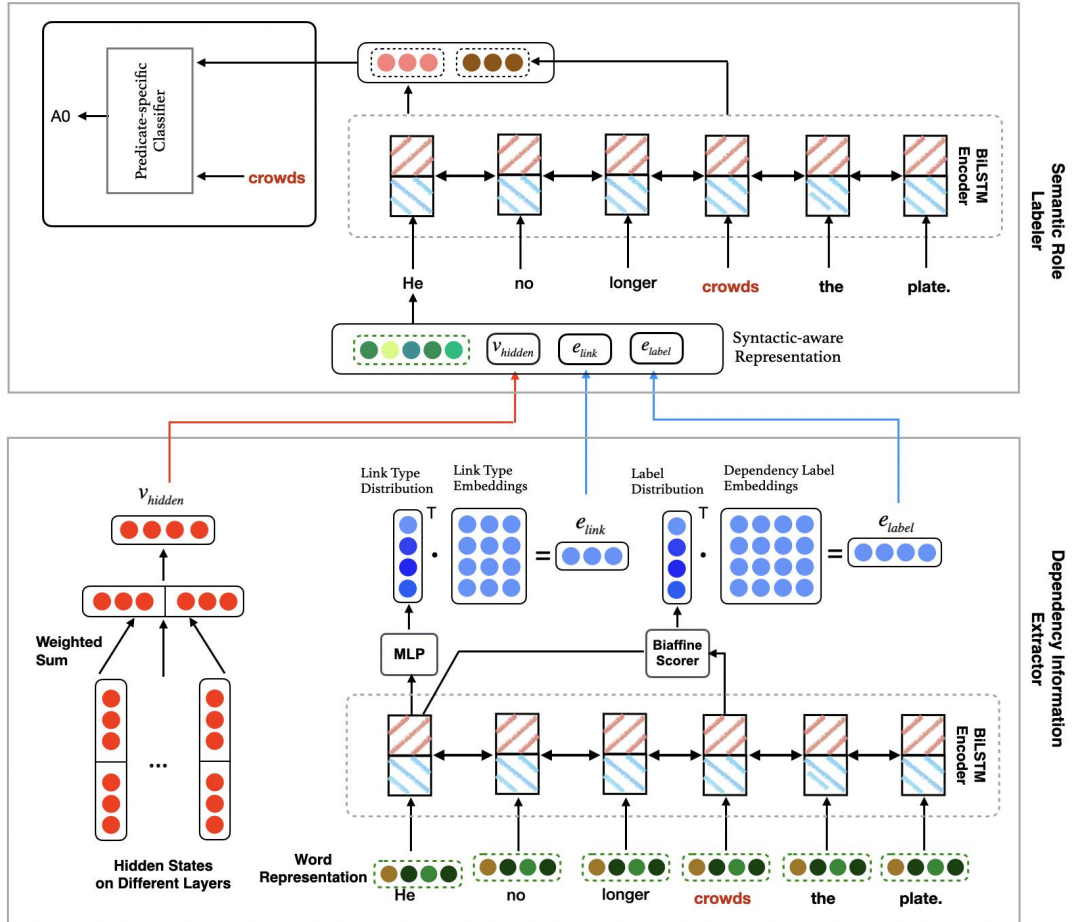 Predicate-specific
Classifier
A0
crowds
BiLSTM
Encoder
He no longer crowds the plate.
Semantic Role
Labeler
v_hidden e_link e_label
Syntactic-aware
Representation
v_hidden
Weighted
Sum
...
Hidden States
on Different Layers
Link Type
Distribution
Link Type
Embeddings
T
·
=
e_link
Label
Distribution
Dependency Label
Embeddings
T
·
=
e_label
MLP
Biaffine
Scorer
BiLSTM
Encoder
Word
Representation
He no longer crowds the plate.
Dependency Information
Extractor